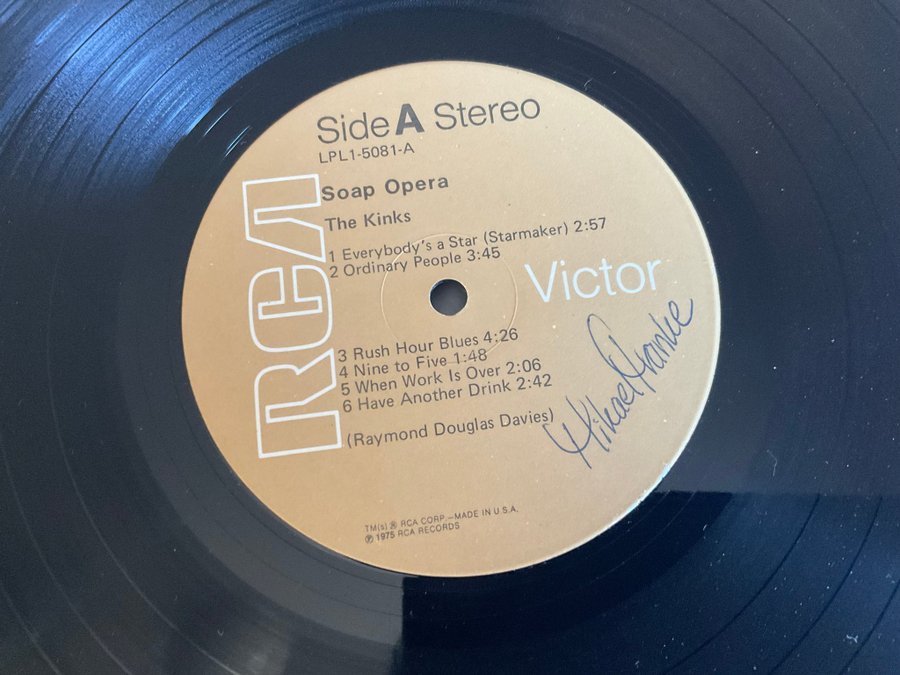 Side A Stereo
LPL1-5081-A
RCA
Soap Opera
The Kinks
1 Everybody's a Star (Starmaker) 2:57
2 Ordinary People 3:45
Victor
3 Rush Hour Blues 4:26
4 Nine to Five 1:48
5 When Work Is Over 2:06
6 Have Another Drink 2:42
(Raymond Douglas Davies)
Mikael Franke
TM(s) ® RCA CORP.—MADE IN U.S.A.
℗ 1975 RCA RECORDS